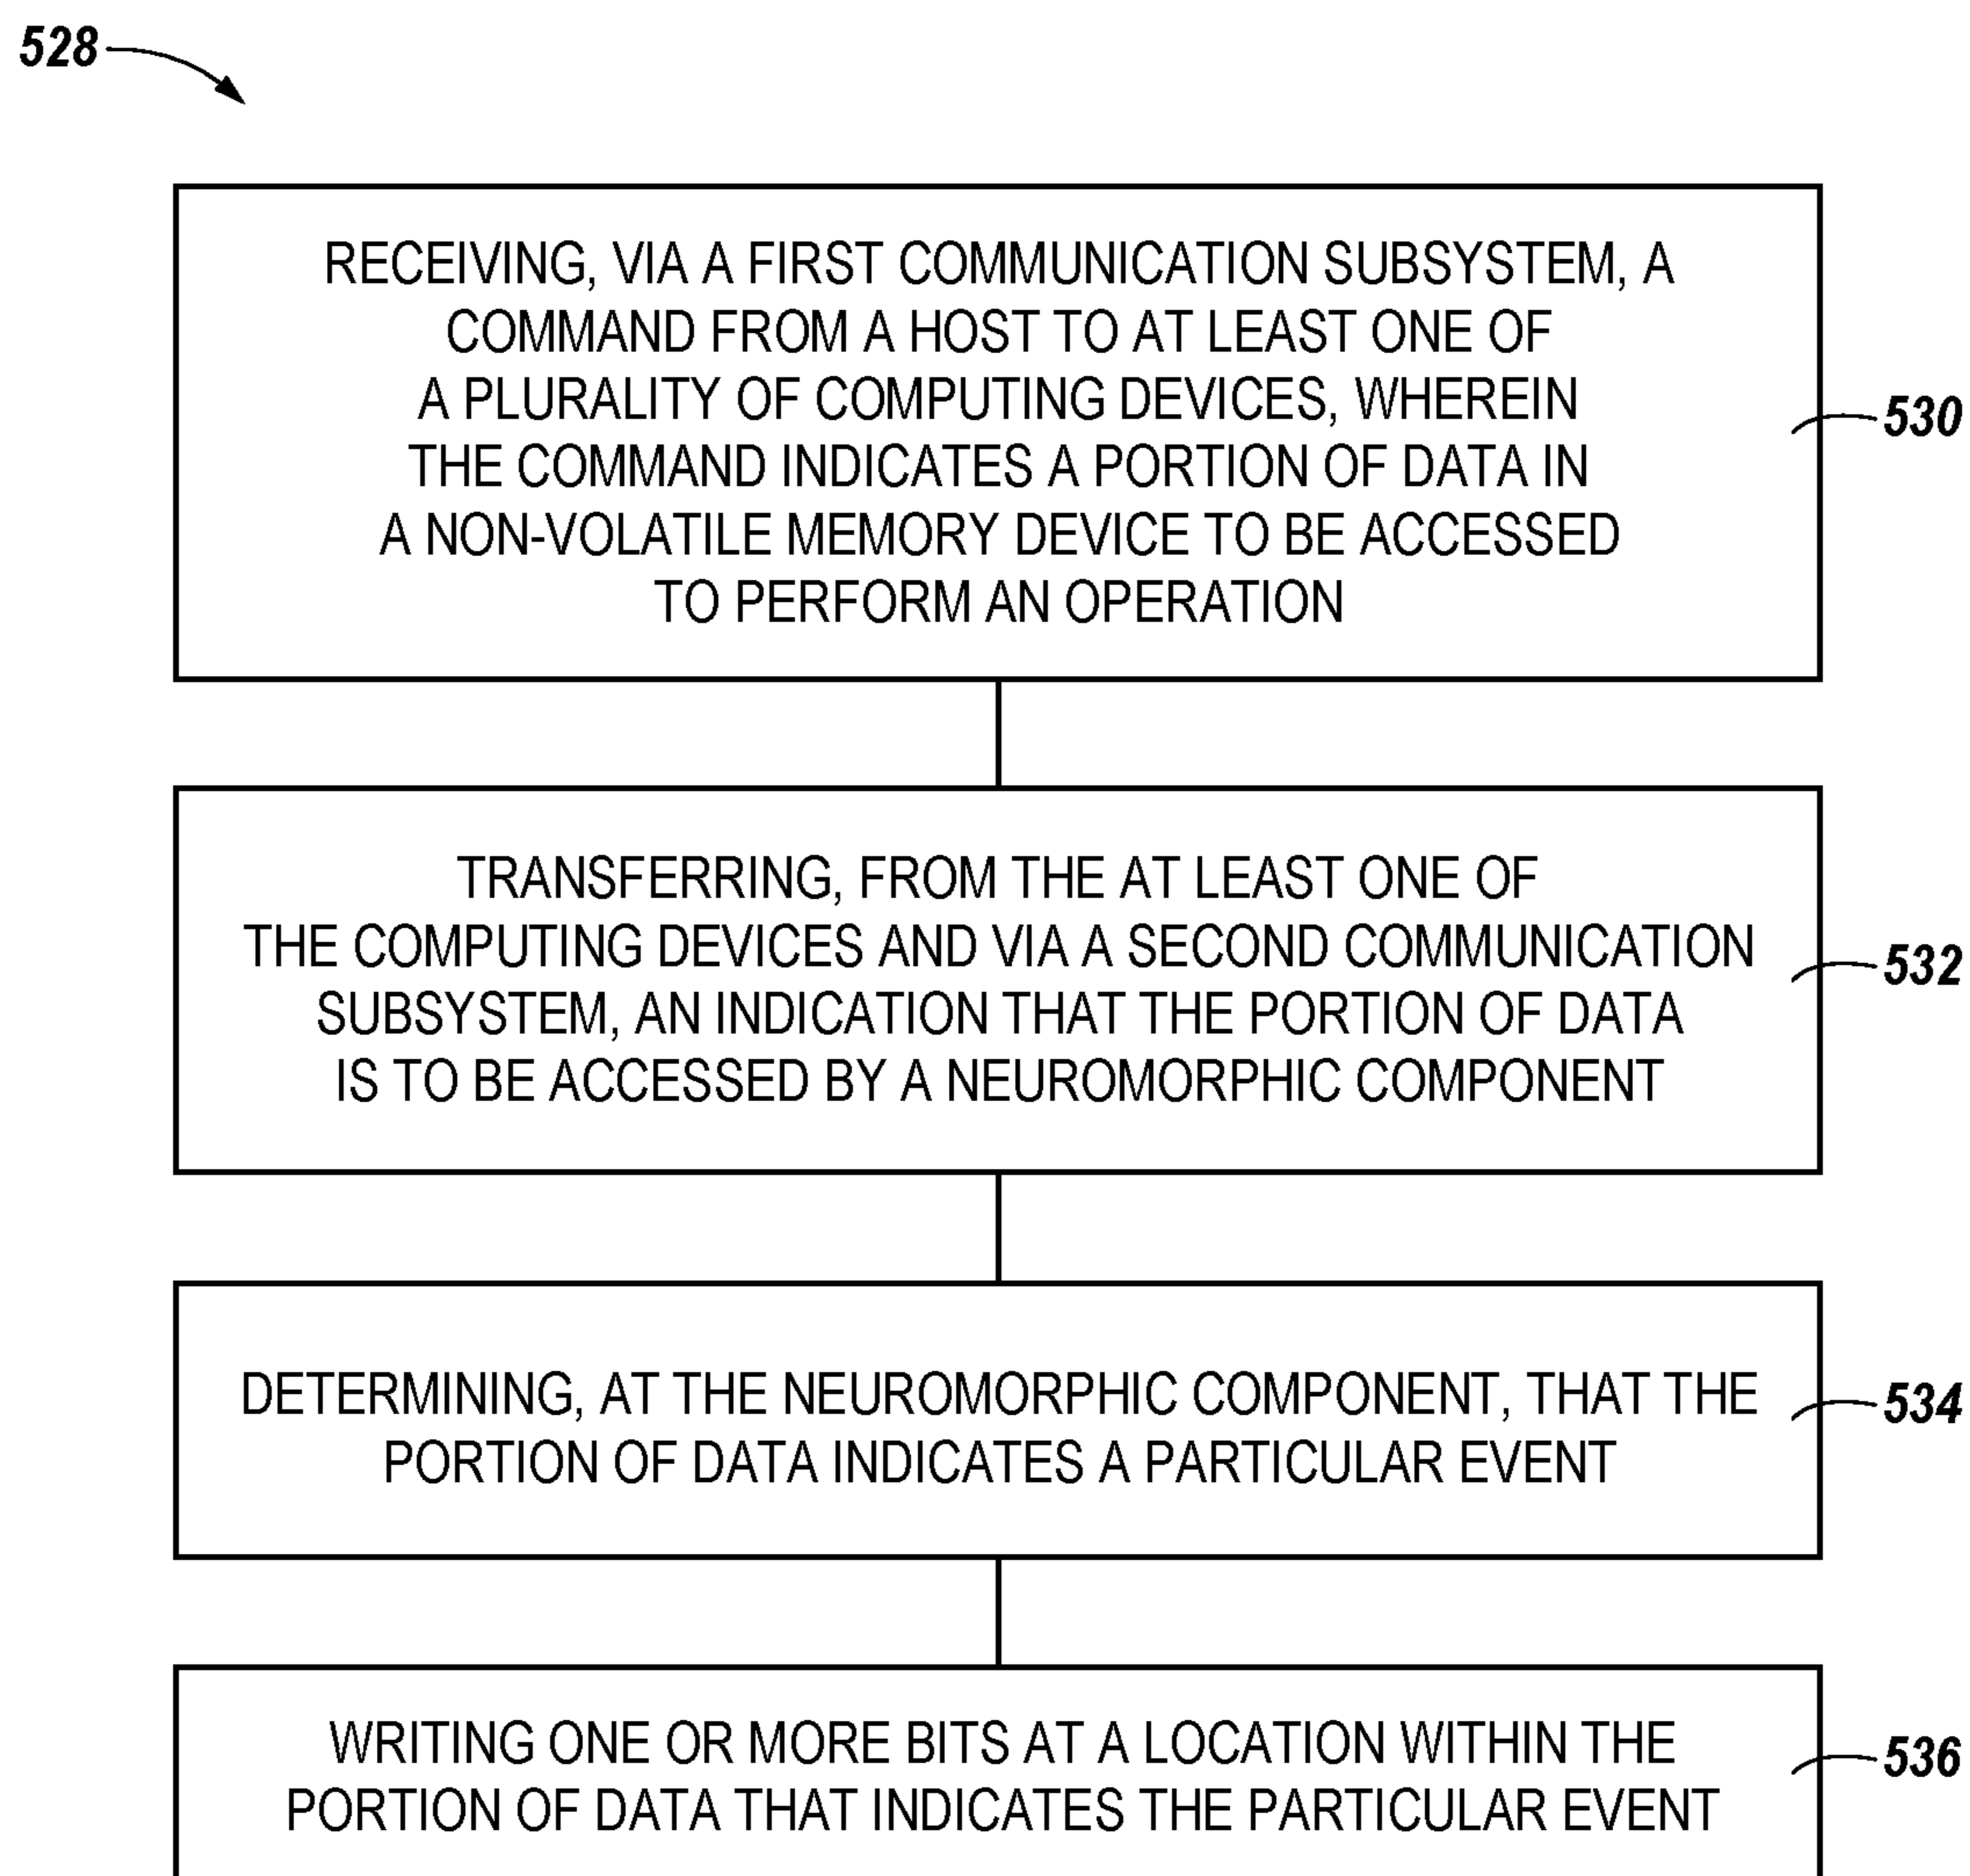 528
RECEIVING, VIA A FIRST COMMUNICATION SUBSYSTEM, A
COMMAND FROM A HOST TO AT LEAST ONE OF
A PLURALITY OF COMPUTING DEVICES, WHEREIN
THE COMMAND INDICATES A PORTION OF DATA IN
A NON-VOLATILE MEMORY DEVICE TO BE ACCESSED
TO PERFORM AN OPERATION
530
TRANSFERRING, FROM THE AT LEAST ONE OF
THE COMPUTING DEVICES AND VIA A SECOND COMMUNICATION
SUBSYSTEM, AN INDICATION THAT THE PORTION OF DATA
IS TO BE ACCESSED BY A NEUROMORPHIC COMPONENT
532
DETERMINING, AT THE NEUROMORPHIC COMPONENT, THAT THE
PORTION OF DATA INDICATES A PARTICULAR EVENT
534
WRITING ONE OR MORE BITS AT A LOCATION WITHIN THE
PORTION OF DATA THAT INDICATES THE PARTICULAR EVENT
536